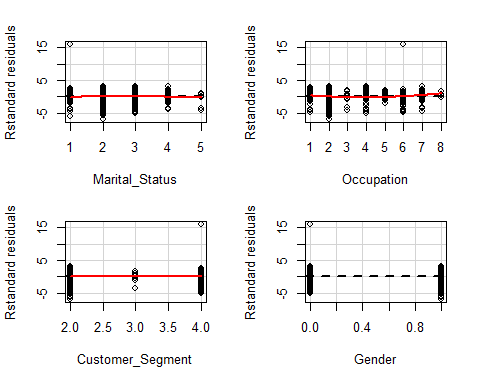 Rstandard residuals
-5 5 15
1 2 3 4 5
Marital_Status
Rstandard residuals
-5 5 15
1 2 3 4 5 6 7 8
Occupation
Rstandard residuals
-5 5 15
2.0 2.5 3.0 3.5 4.0
Customer_Segment
Rstandard residuals
-5 5 15
0.0 0.4 0.8
Gender